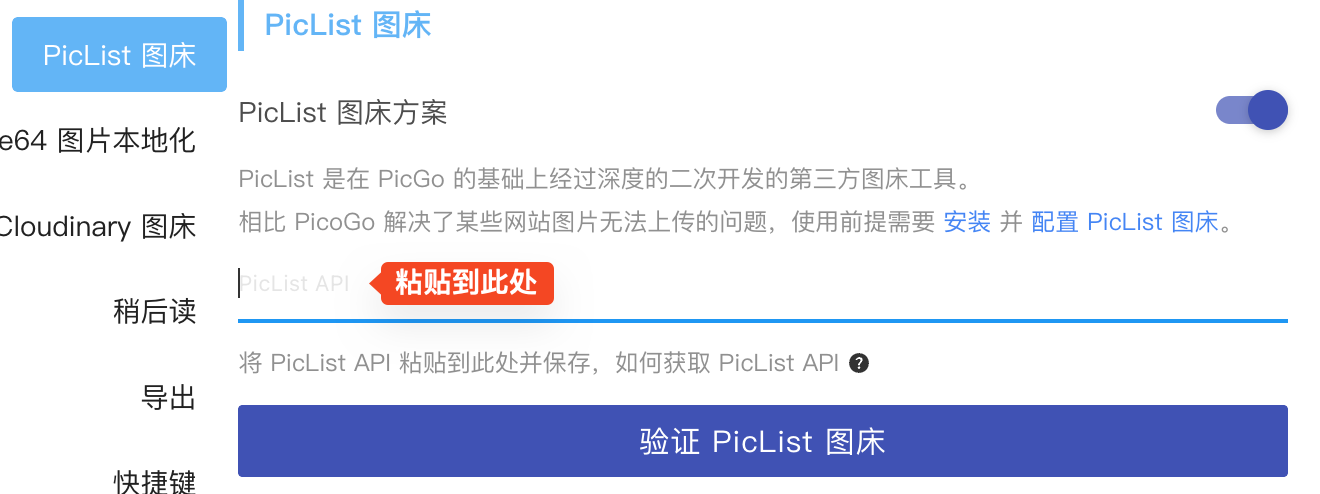 PicList 图床
PicList 图床
e64 图片本地化
Cloudinary 图床
稍后读
导出
快捷键
PicList 图床方案
PicList 是在 PicGo 的基础上经过深度的二次开发的第三方图床工具。
相比 PicoGo 解决了某些网站图片无法上传的问题，使用前提需要 安装 并 配置 PicList 图床。
PicList API
粘贴到此处
将 PicList API 粘贴到此处并保存，如何获取 PicList API ?
验证 PicList 图床